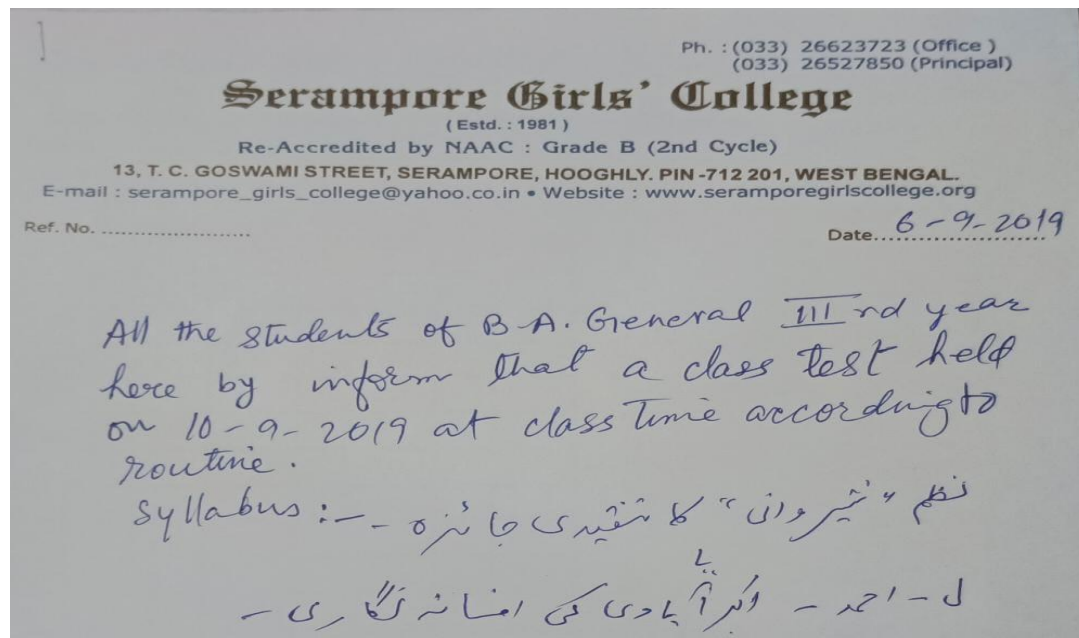 Ph. : (033) 26623723 (Office )
(033) 26527850 (Principal)
Serampore Girls' College
( Estd. : 1981 )
Re-Accredited by NAAC : Grade B (2nd Cycle)
13, T. C. GOSWAMI STREET, SERAMPORE, HOOGHLY. PIN -712 201, WEST BENGAL.
E-mail : serampore_girls_college@yahoo.co.in • Website : www.seramporegirlscollege.org
Ref. No. ........................
Date..6-9-2019
All the students of B.A. General IIIrd year
here by inform that a class test held
on 10-9-2019 at class time according to
routine.
Syllabus :- نظم "" کا تنقیدی جائزہ --
ل - احمد - اکبر آبادی کی افسانہ نگاری -